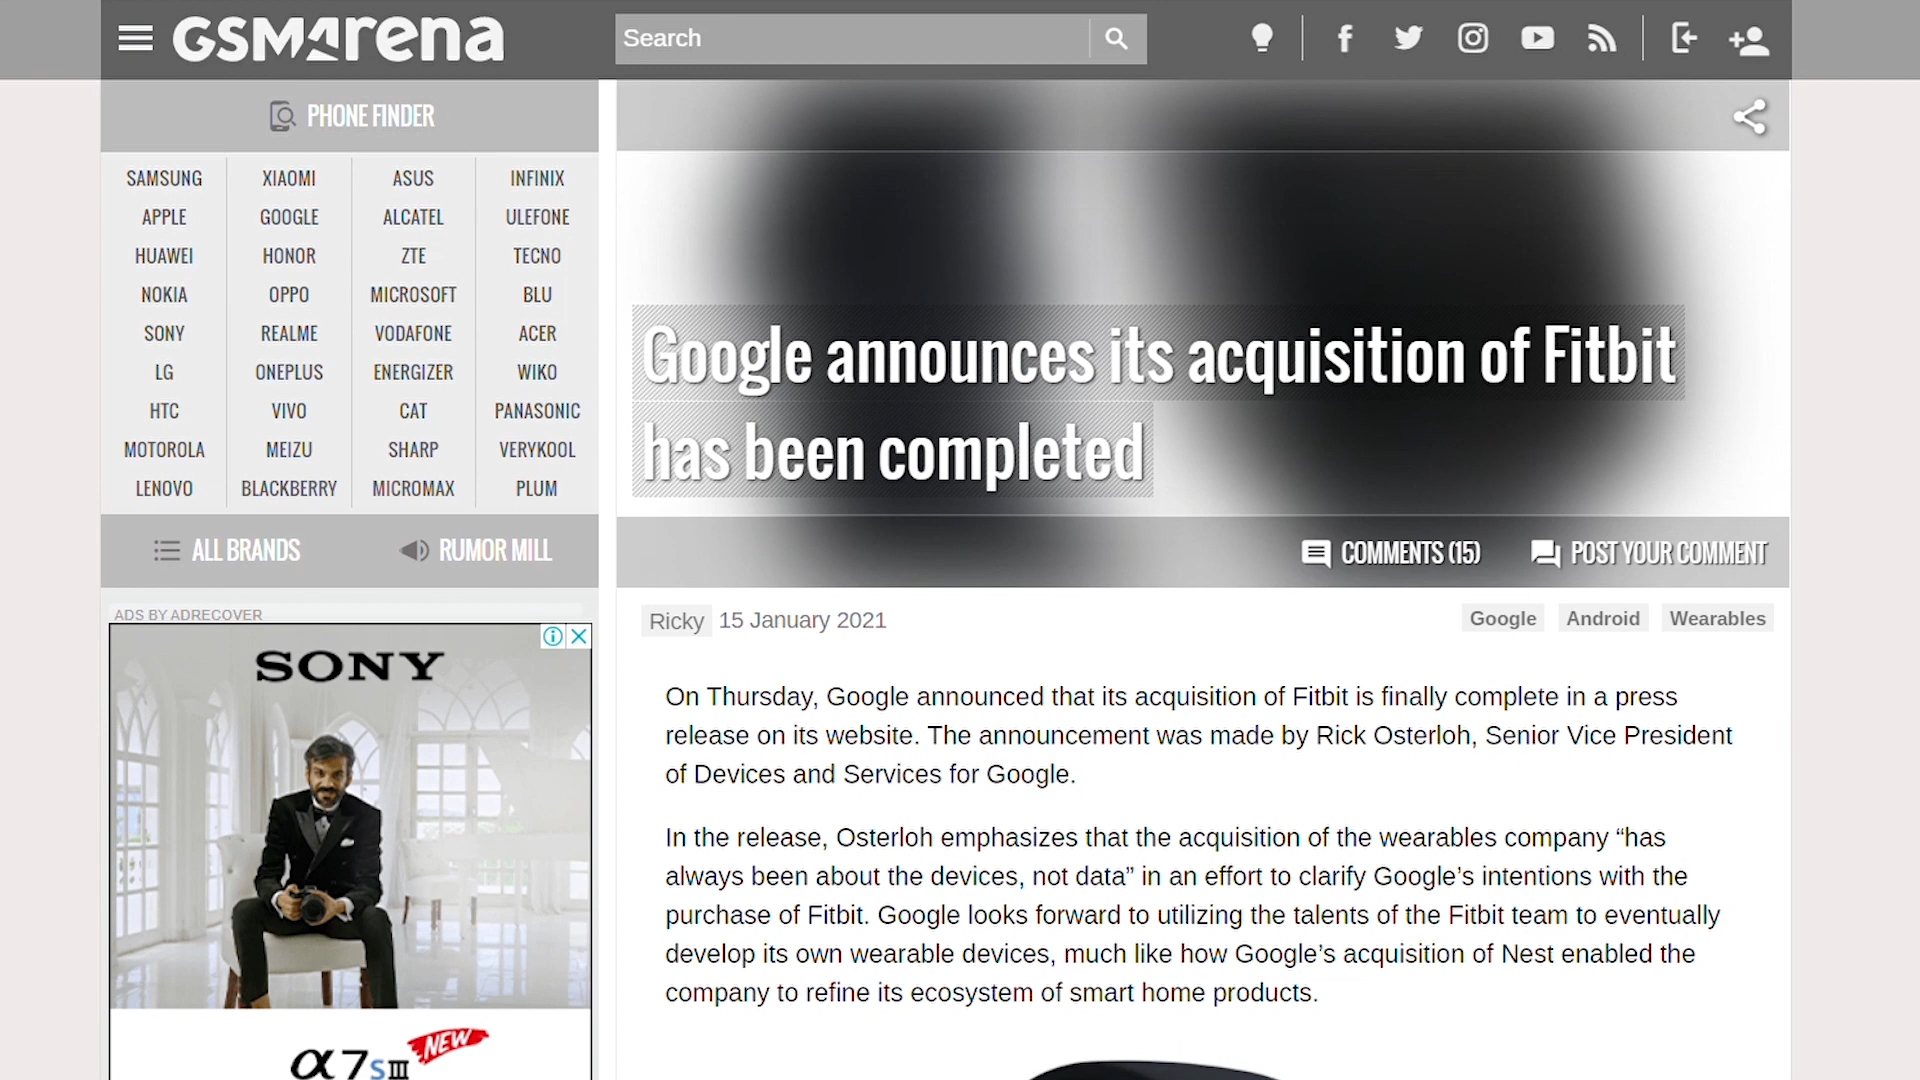 GSMArena
Search
PHONE FINDER
SAMSUNG XIAOMI ASUS INFINIX
APPLE GOOGLE ALCATEL ULEFONE
HUAWEI HONOR ZTE TECNO
NOKIA OPPO MICROSOFT BLU
SONY REALME VODAFONE ACER
LG ONEPLUS ENERGIZER WIKO
HTC VIVO CAT PANASONIC
MOTOROLA MEIZU SHARP VERYKOOL
LENOVO BLACKBERRY MICROMAX PLUM
ALL BRANDS RUMOR MILL
ADS BY ADRECOVER
SONY
α7SIII NEW
Google announces its acquisition of Fitbit
has been completed
COMMENTS (15) POST YOUR COMMENT
Ricky 15 January 2021 Google Android Wearables
On Thursday, Google announced that its acquisition of Fitbit is finally complete in a press
release on its website. The announcement was made by Rick Osterloh, Senior Vice President
of Devices and Services for Google.
In the release, Osterloh emphasizes that the acquisition of the wearables company “has
always been about the devices, not data” in an effort to clarify Google’s intentions with the
purchase of Fitbit. Google looks forward to utilizing the talents of the Fitbit team to eventually
develop its own wearable devices, much like how Google’s acquisition of Nest enabled the
company to refine its ecosystem of smart home products.